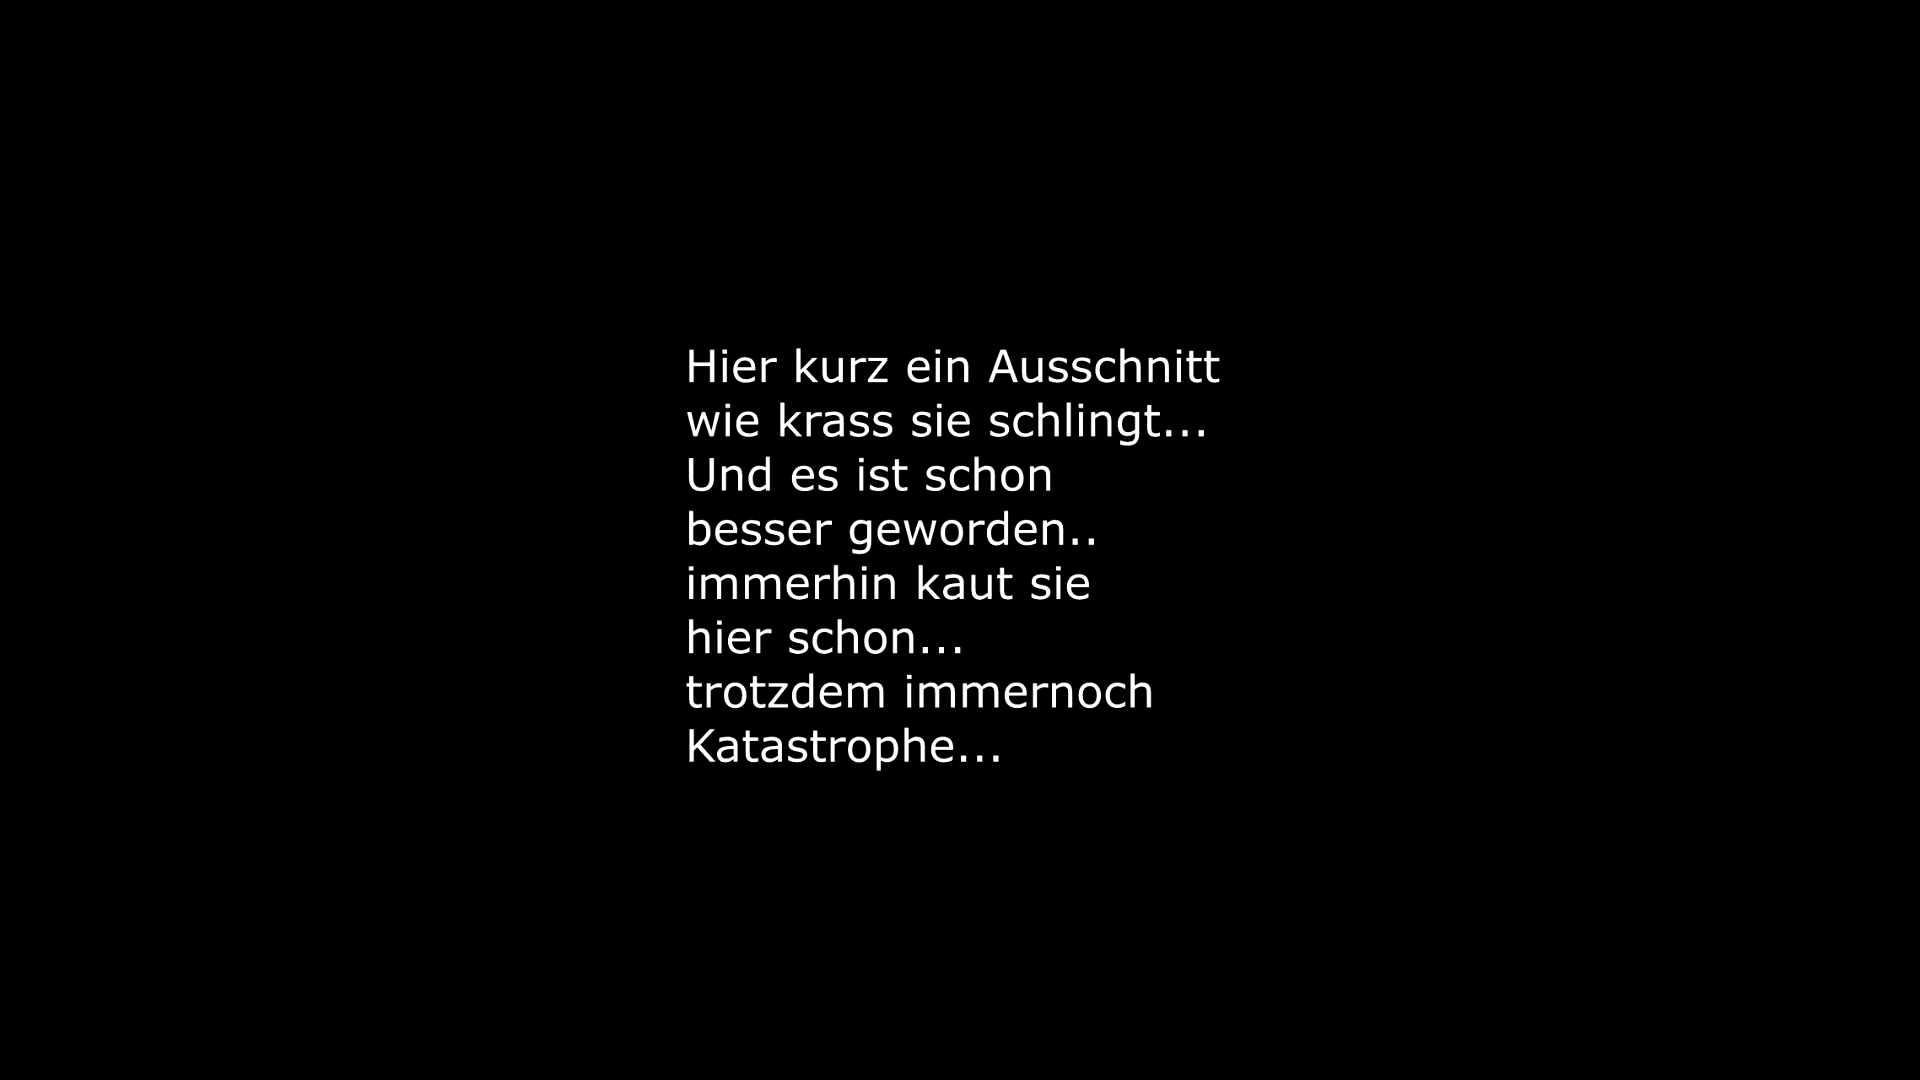 Hier kurz ein Ausschnitt
wie krass sie schlingt...
Und es ist schon
besser geworden..
immerhin kaut sie
hier schon...
trotzdem immernoch
Katastrophe...